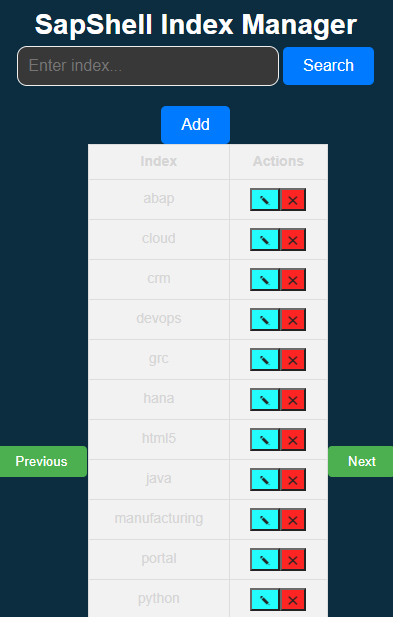 SapShell Index Manager
Enter index... Search
Add
Index Actions
abap
cloud
crm
devops
grc
hana
html5
Previous Next
java
manufacturing
portal
python